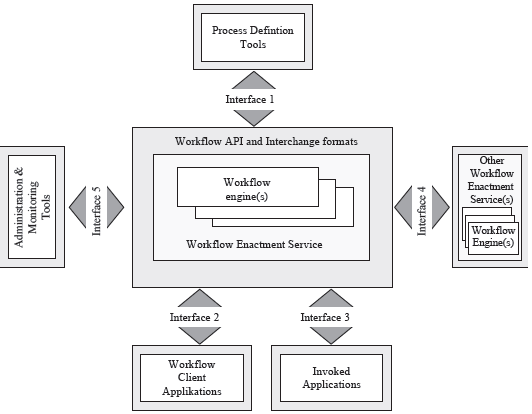 Process Defintion
Tools
Interface 1
Workflow API and Interchange formats
Workflow
engine(s)
Workflow Enactment Service
Administration &
Monitoring
Tools
Interface 5
Interface 4
Other
Workflow
Enactment
Service(s)
Workflow
Engine(s)
Interface 2
Interface 3
Workflow
Client
Applikations
Invoked
Applications